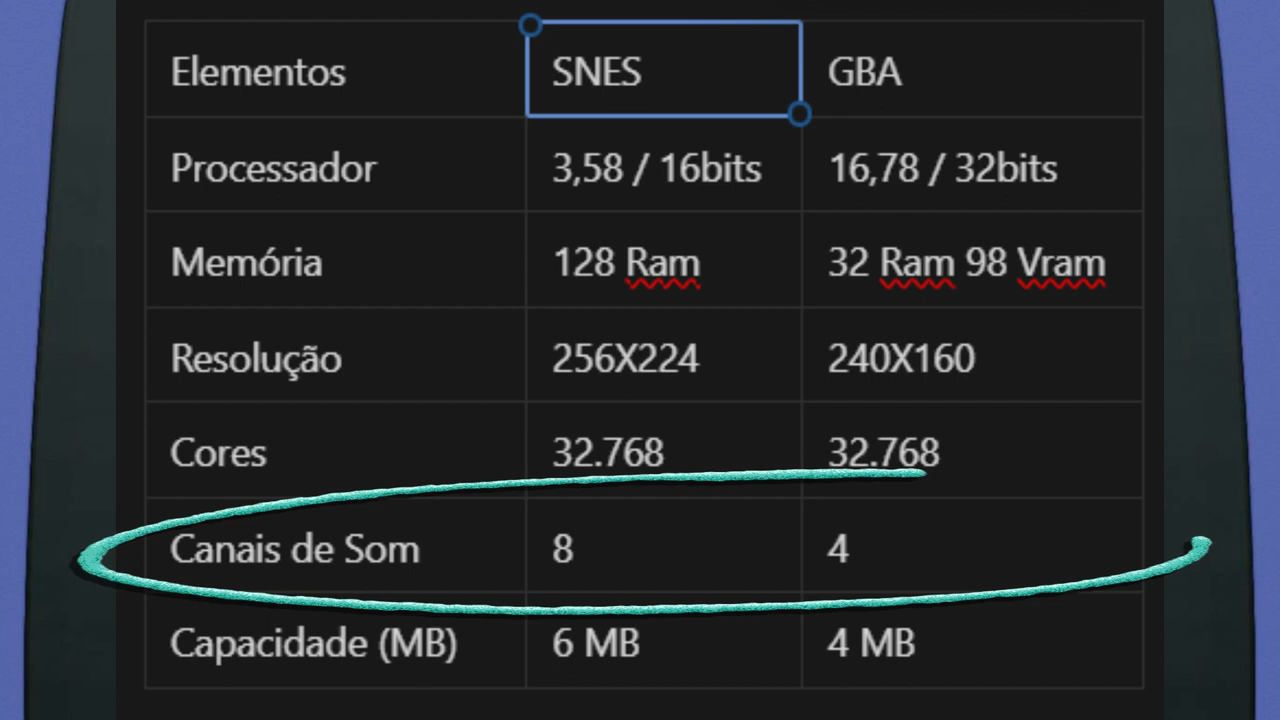 Elementos SNES GBA
Processador 3,58 / 16bits 16,78 / 32bits
Memória 128 Ram 32 Ram 98 Vram
Resolução 256X224 240X160
Cores 32.768 32.768
Canais de Som 8 4
Capacidade (MB) 6 MB 4 MB